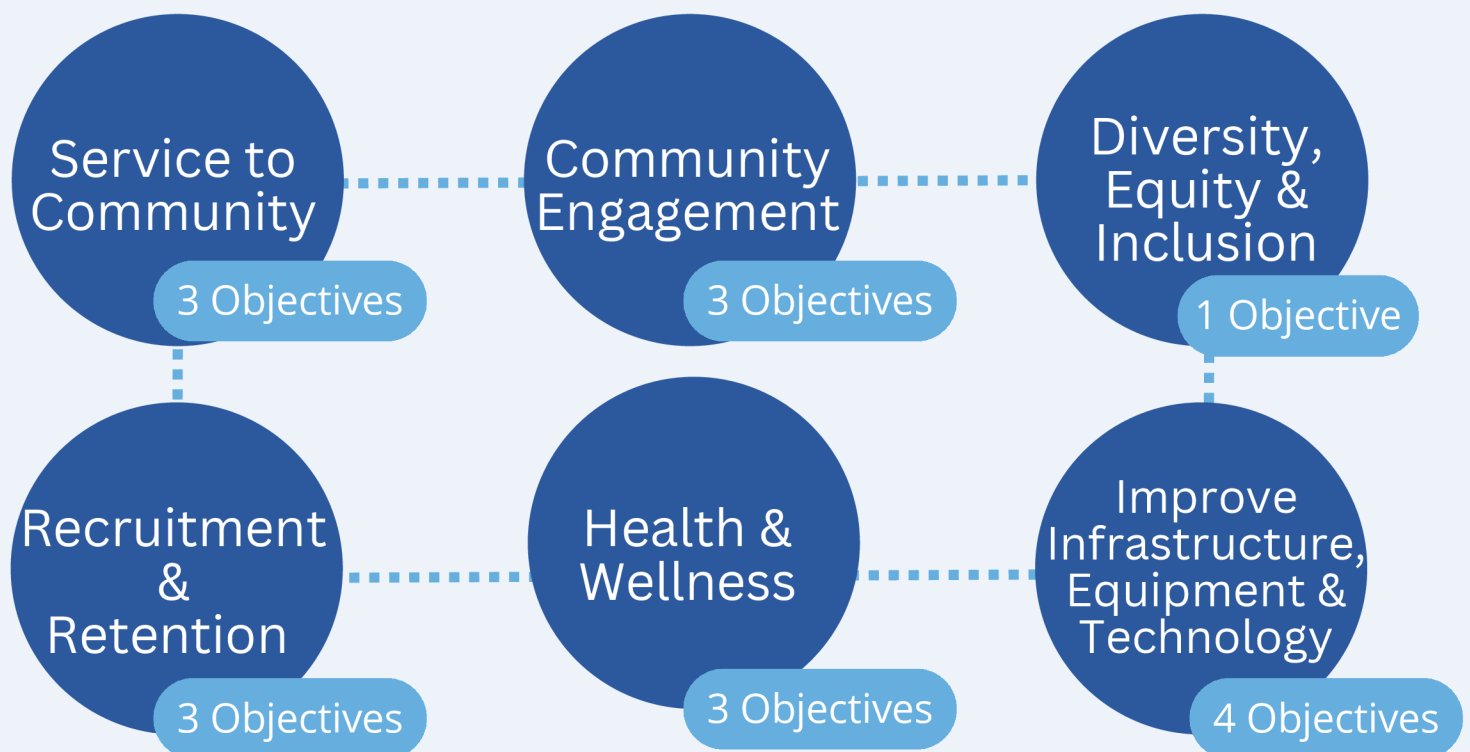 Service to
Community
3 Objectives
Community
Engagement
3 Objectives
Diversity,
Equity &
Inclusion
1 Objective
Recruitment
&
Retention
3 Objectives
Health &
Wellness
3 Objectives
Improve
Infrastructure,
Equipment &
Technology
4 Objectives